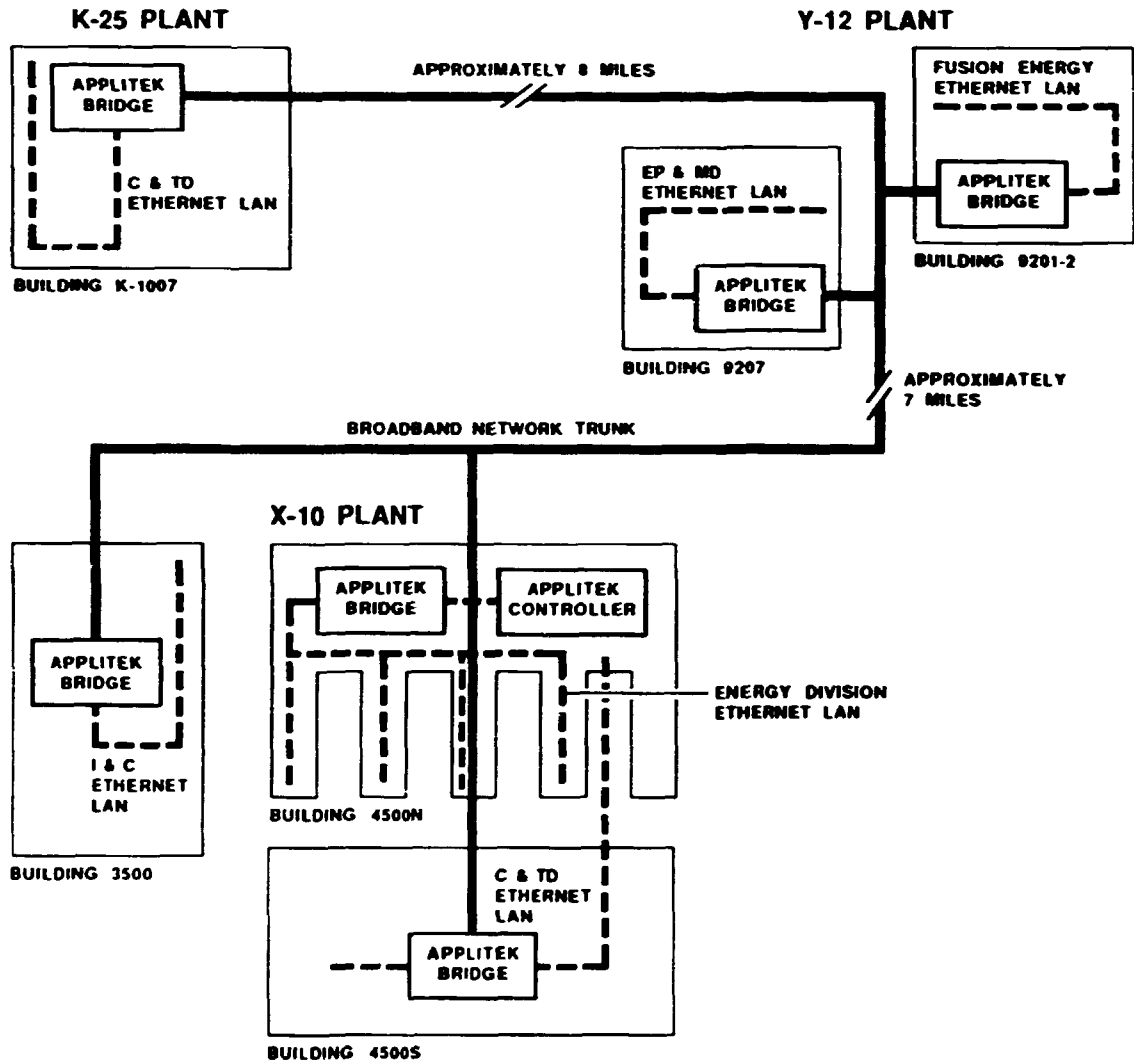 K-25 PLANT
Y-12 PLANT
APPLITEK
BRIDGE
C & TD
ETHERNET LAN
BUILDING K-1007
APPROXIMATELY 8 MILES
FUSION ENERGY
ETHERNET LAN
APPLITEK
BRIDGE
BUILDING 9201-2
EP & MD
ETHERNET LAN
APPLITEK
BRIDGE
BUILDING 9207
APPROXIMATELY
7 MILES
BROADBAND NETWORK TRUNK
X-10 PLANT
APPLITEK
BRIDGE
I & C
ETHERNET
LAN
BUILDING 3500
APPLITEK
BRIDGE
APPLITEK
CONTROLLER
ENERGY DIVISION
ETHERNET LAN
BUILDING 4500N
C & TD
ETHERNET
LAN
APPLITEK
BRIDGE
BUILDING 4500S